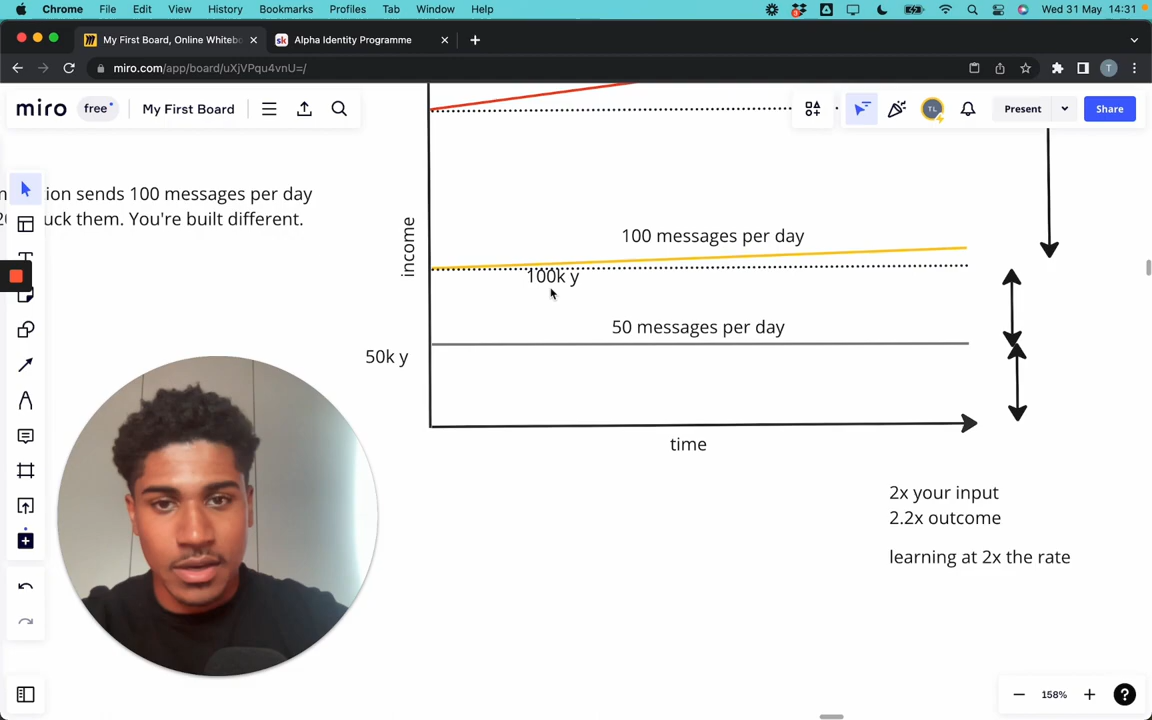 Chrome File Edit View History Bookmarks Profiles Tab Window Help Wed 31 May 14:31
My First Board, Online Whitebo Alpha Identity Programme
miro.com/app/board/uXjVPqu4vnU=/ T
miro free My First Board TL Present Share
ion sends 100 messages per day
uck them. You're built different.
income
100 messages per day
100k y
50 messages per day
50k y
time
2x your input
2.2x outcome
learning at 2x the rate
158%